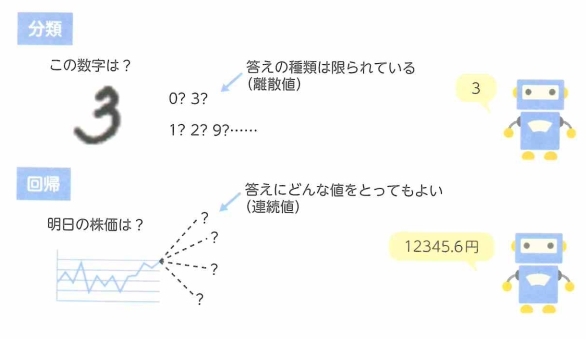 分類
この数字は？
3
0? 3?
1? 2? 9?……
答えの種類は限られている
（離散値）
3
回帰
明日の株価は？
?
?
?
?
答えにどんな値をとってもよい
（連続値）
12345.6円